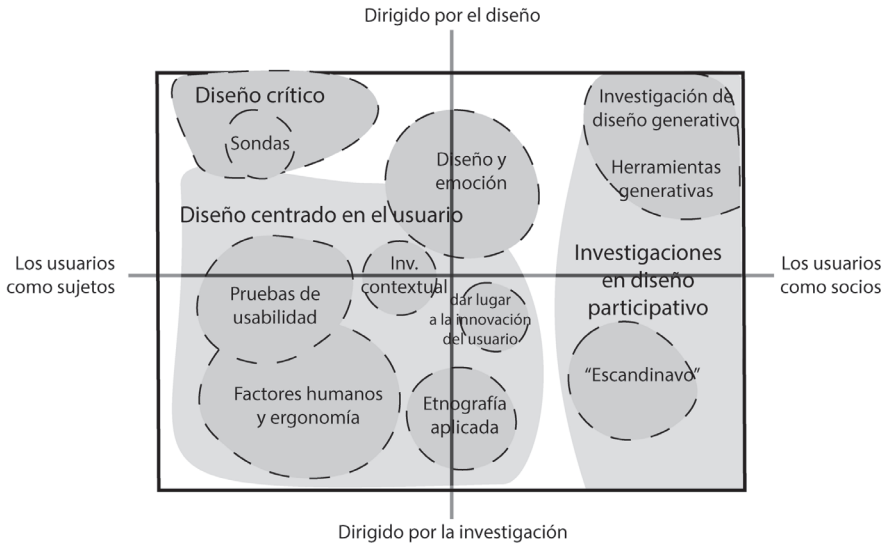 Dirigido por el diseño
Diseño crítico
Sondas
Investigación de
diseño generativo
Herramientas
generativas
Diseño y
emoción
Diseño centrado en el usuario
Los usuarios
como sujetos
Inv.
contextual
Investigaciones
en diseño
participativo
Los usuarios
como socios
Pruebas de
usabilidad
dar lugar
a la innovación
del usuario
Factores humanos
y ergonomía
Etnografía
aplicada
“Escandinavo”
Dirigido por la investigación